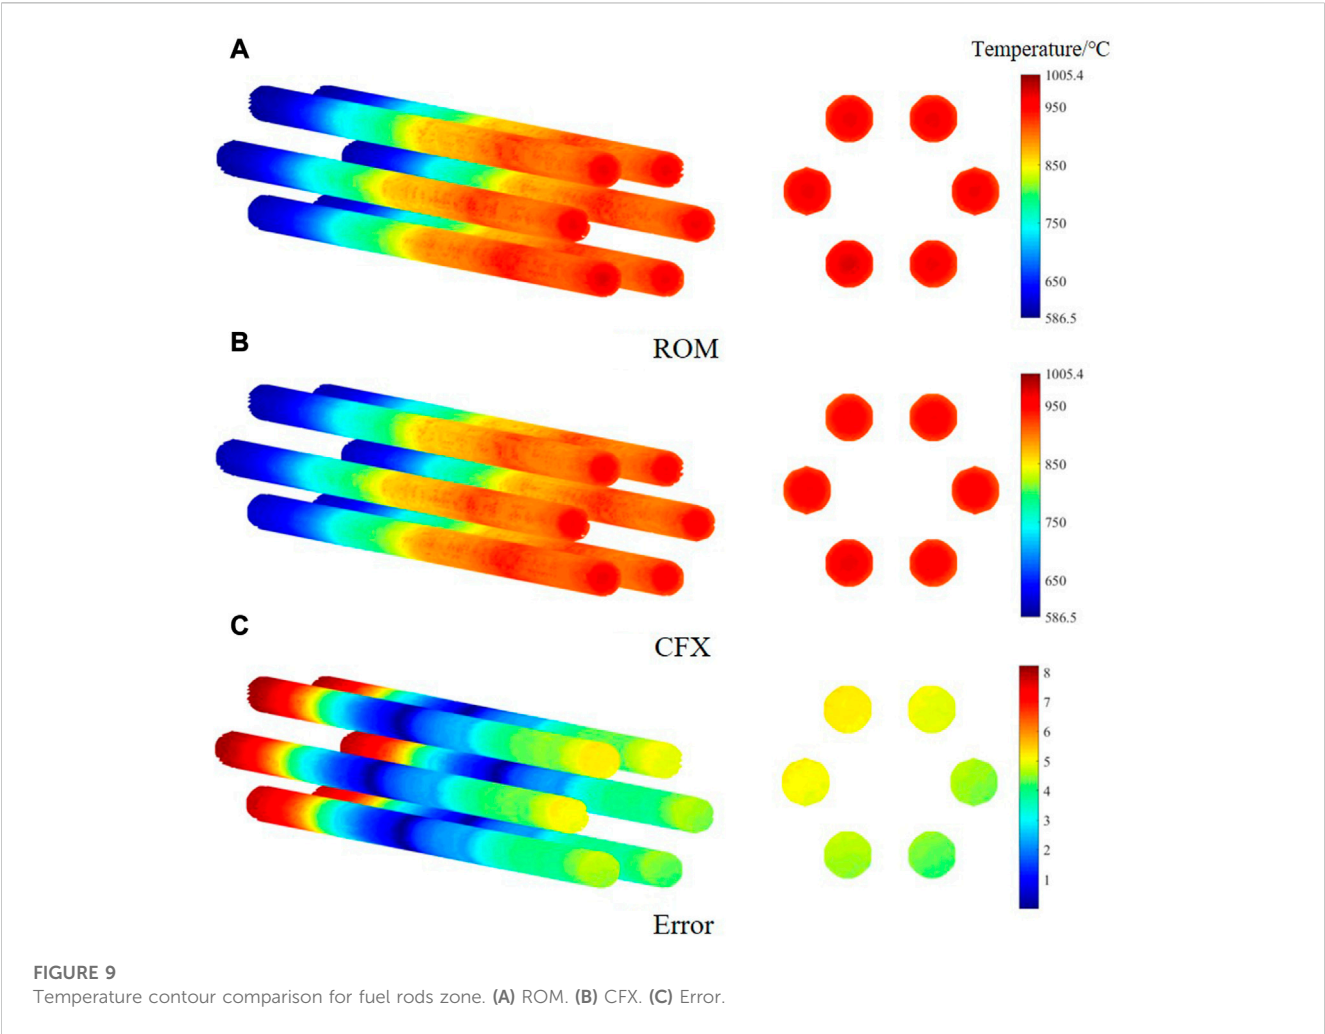 A
Temperature/°C
1005.4
950
850
750
650
586.5
ROM
B
1005.4
950
850
750
650
586.5
CFX
C
8
7
6
5
4
3
2
1
Error
FIGURE 9
Temperature contour comparison for fuel rods zone. (A) ROM. (B) CFX. (C) Error.